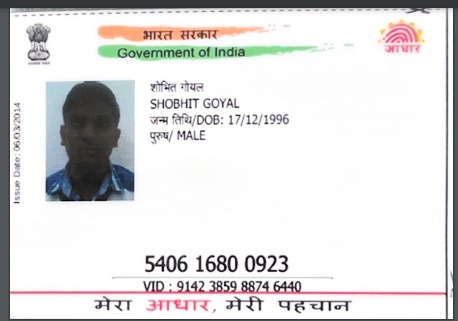 भारत सरकार
Government of India
आधार
Issue Date: 06/03/2014
शोभित गोयल
SHOBHIT GOYAL
जन्म तिथि/DOB: 17/12/1996
पुरुष/ MALE
5406 1680 0923
VID : 9142 3859 8874 6440
मेरा आधार, मेरी पहचान